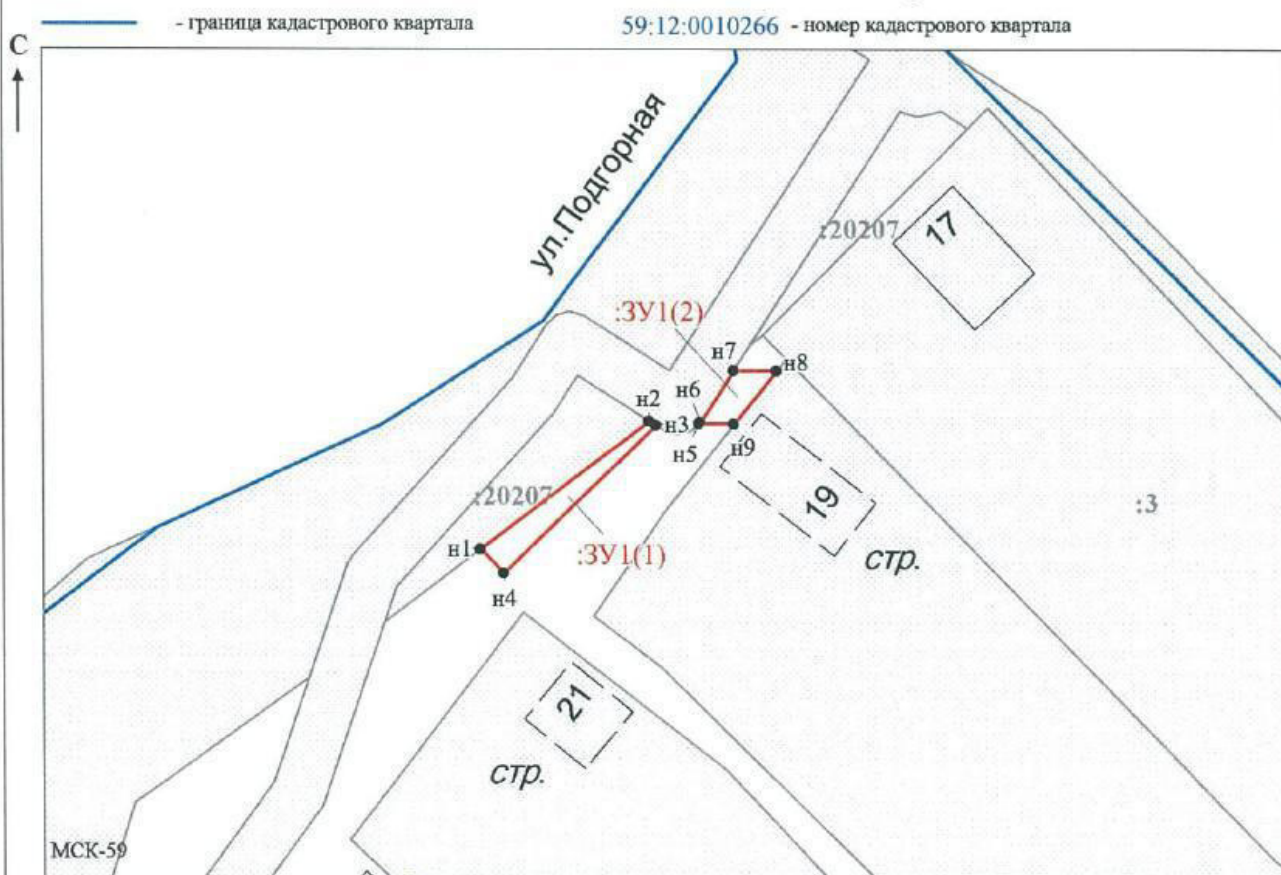 - граница кадастрового квартала
59:12:0010266 - номер кадастрового квартала
С
ул.Подгорная
:20207
17
:ЗУ1(2)
н7
н8
н6
н2
н3
н5
н9
:20207
19
:3
н1
:ЗУ1(1)
стр.
н4
21
стр.
МСК-59